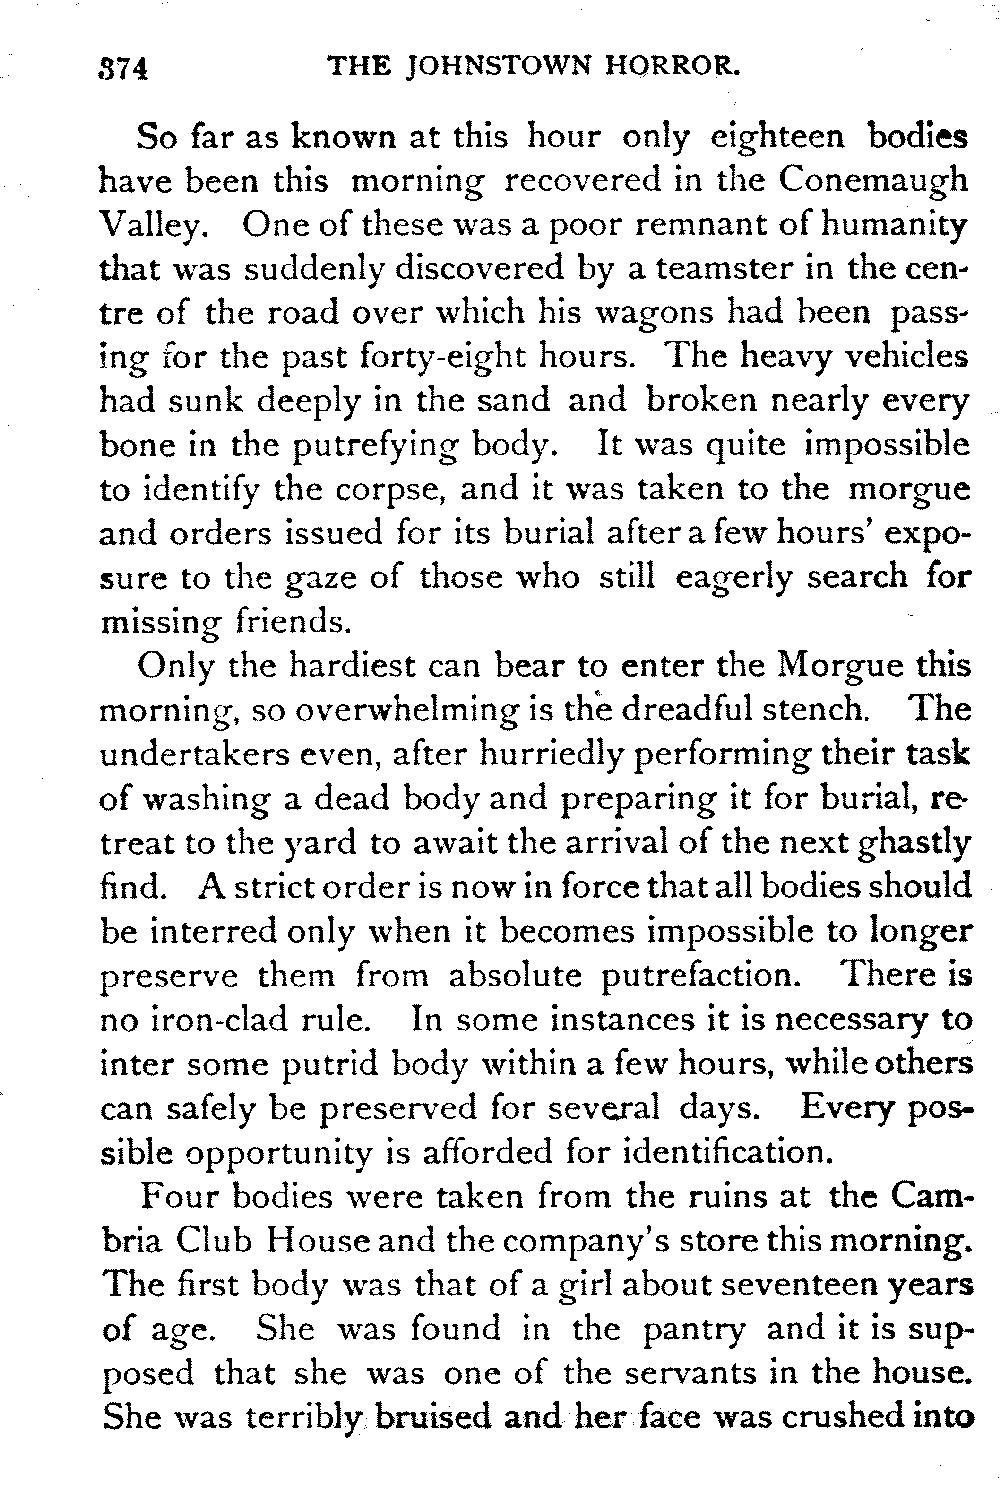 374 THE JOHNSTOWN HORROR.
So far as known at this hour only eighteen bodies
have been this morning recovered in the Conemaugh
Valley. One of these was a poor remnant of humanity
that was suddenly discovered by a teamster in the cen-
tre of the road over which his wagons had been pass-
ing for the past forty-eight hours. The heavy vehicles
had sunk deeply in the sand and broken nearly every
bone in the putrefying body. It was quite impossible
to identify the corpse, and it was taken to the morgue
and orders issued for its burial after a few hours' expo-
sure to the gaze of those who still eagerly search for
missing friends.
Only the hardiest can bear to enter the Morgue this
morning, so overwhelming is the dreadful stench. The
undertakers even, after hurriedly performing their task
of washing a dead body and preparing it for burial, re-
treat to the yard to await the arrival of the next ghastly
find. A strict order is now in force that all bodies should
be interred only when it becomes impossible to longer
preserve them from absolute putrefaction. There is
no iron-clad rule. In some instances it is necessary to
inter some putrid body within a few hours, while others
can safely be preserved for several days. Every pos-
sible opportunity is afforded for identification.
Four bodies were taken from the ruins at the Cam-
bria Club House and the company's store this morning.
The first body was that of a girl about seventeen years
of age. She was found in the pantry and it is sup-
posed that she was one of the servants in the house.
She was terribly bruised and her face was crushed into